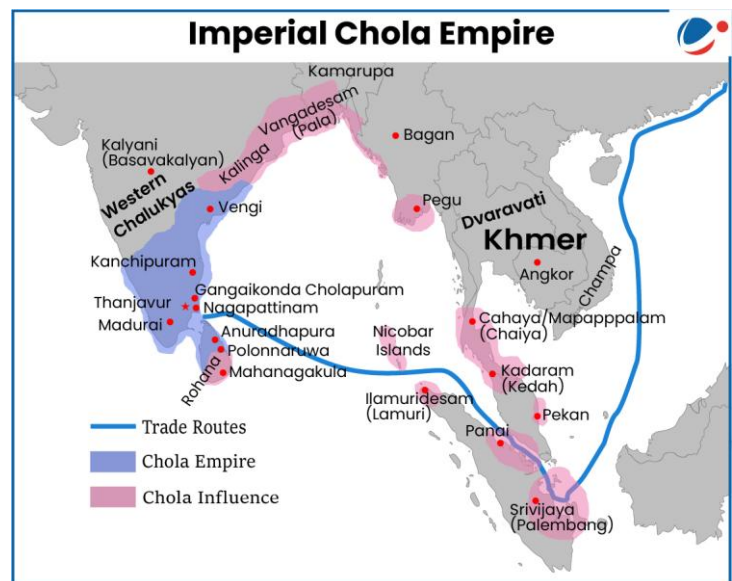 Imperial Chola Empire
Kamarupa
Vangadesam
(Pala)
Kalinga
Bagan
Kalyani
(Basavakalyan)
Western
Chalukyas
Vengi
Pegu
Dvaravati
Khmer
Angkor
Champa
Kanchipuram
Gangaikonda Cholapuram
Thanjavur
Nagapattinam
Madurai
Anuradhapura
Polonnaruwa
Mahanagakula
Rohana
Nicobar
Islands
Cahaya/Mapapppalam
(Chaiya)
Kadaram
(Kedah)
Ilamuridesam
(Lamuri)
Pekan
Panai
Srivijaya
(Palembang)
Trade Routes
Chola Empire
Chola Influence